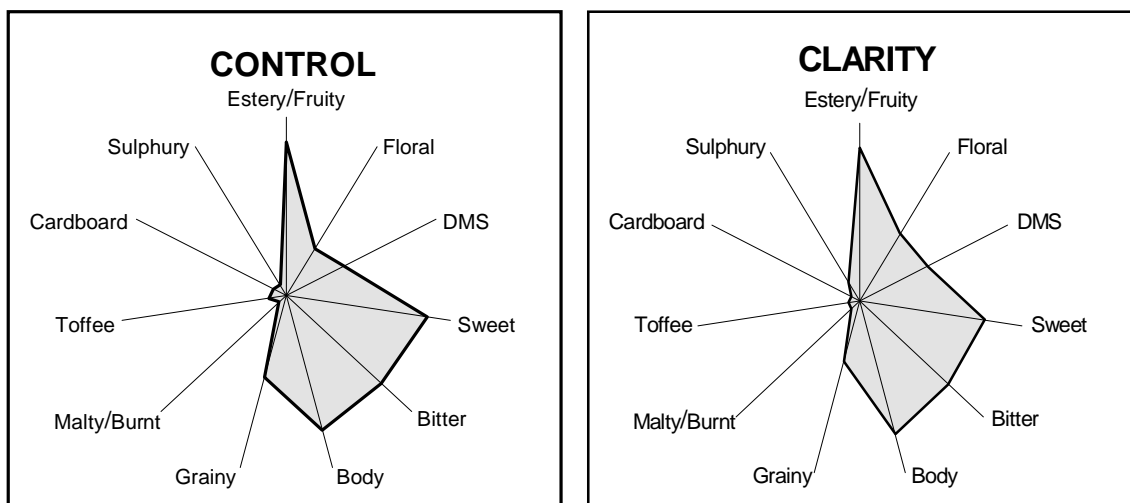 CONTROL
Estery/Fruity
Sulphury
Floral
Cardboard
DMS
Toffee
Sweet
Malty/Burnt
Bitter
Grainy
Body
CLARITY
Estery/Fruity
Sulphury
Floral
Cardboard
DMS
Toffee
Sweet
Malty/Burnt
Bitter
Grainy
Body